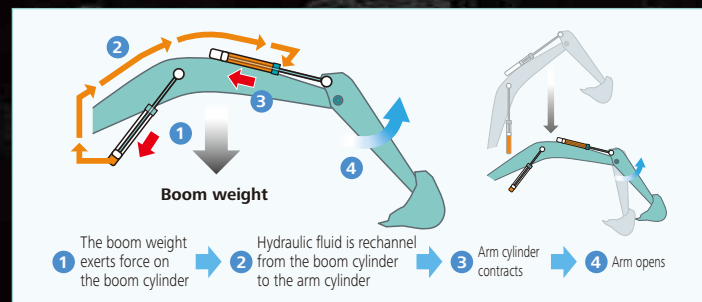 2
3
1
4
Boom weight
1
The boom weight
exerts force on
the boom cylinder
2
Hydraulic fluid is rechannel
from the boom cylinder
to the arm cylinder
3
Arm cylinder
contracts
4
Arm opens